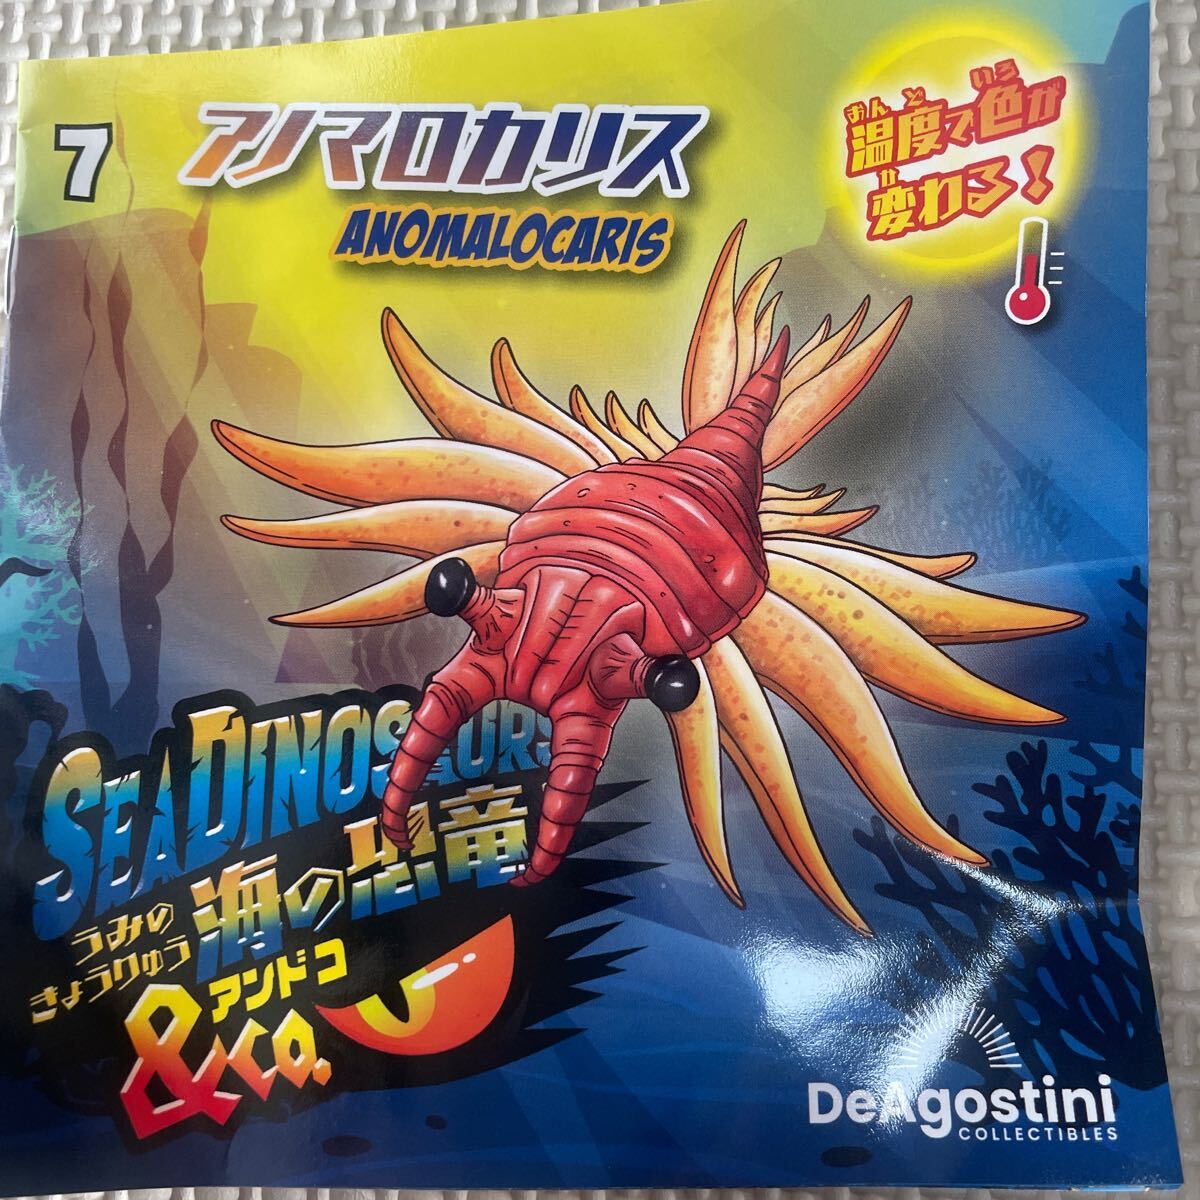 7
アノマロカリス
ANOMALOCARIS
おんど いろ
温度で色が
か
変わる!
SEADINOSAURS
海の恐竜
うみの
きょうりゅう
アンドコ
&CO.
DeAgostini
COLLECTIBLES